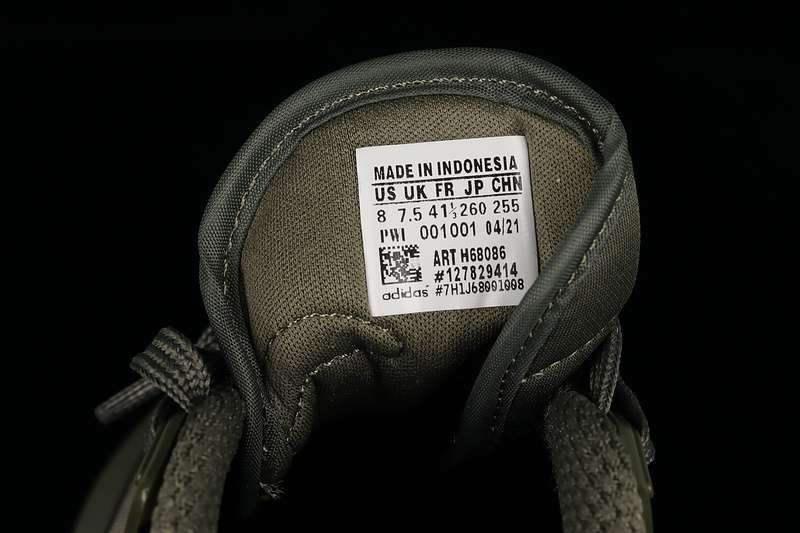 MADE IN INDONESIA
US UK FR JP CHN
8 7.5 41⅓ 260 255
PWI 001001 04/21
ART H68086
#127829414
adidas #7H1J68001008